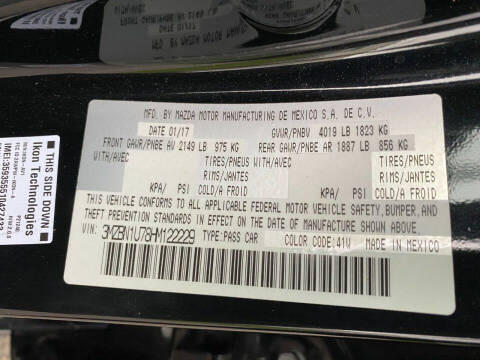 MFD. BY MAZDA MOTOR MANUFACTURING DE MEXICO S.A. DE C.V.
DATE 01/17 GVWR/PNBV 4019 LB 1823 KG
FRONT GAWR/PNBE AV 2149 LB 975 KG REAR GAWR/PNBE AR 1887 LB 856 KG
WITH/AVEC TIRES/PNEUS WITH/AVEC TIRES/PNEUS
RIMS/JANTES RIMS/JANTES
KPA/ PSI COLD/A FROID KPA/ PSI COLD/A FROID
THIS VEHICLE CONFORMS TO ALL APPLICABLE FEDERAL MOTOR VEHICLE SAFETY, BUMPER, AND
THEFT PREVENTION STANDARDS IN EFFECT ON THE DATE OF MANUFACTURE SHOWN ABOVE.
VIN: 3MZBN1U78HM122229 TYPE: PASS CAR COLOR CODE: 41W MADE IN MEXICO
THIS SIDE DOWN
Ikon Technologies